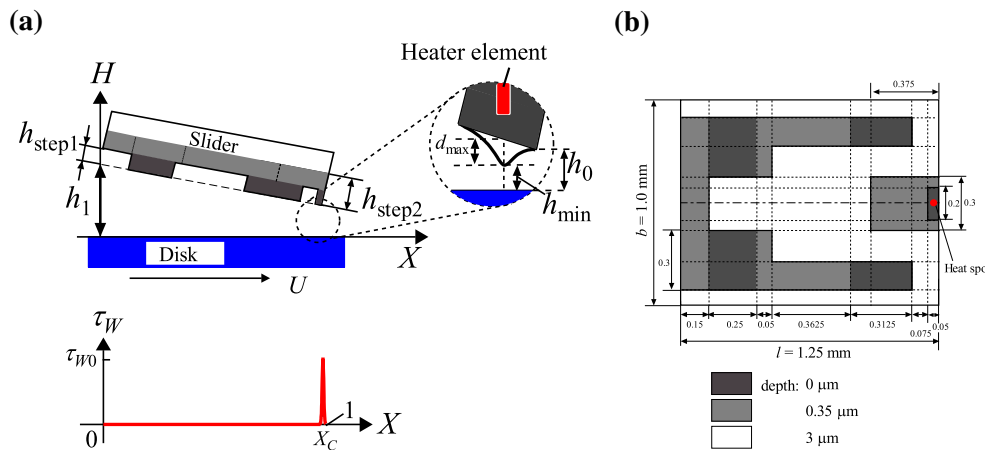 (a)
H
h_step1
h_1
Slider
h_step2
Disk
X
U
Heater element
d_max
h_0
h_min
τ_W
τ_W0
0
X_C
1
X
(b)
0.375
b = 1.0 mm
0.3
0.2
0.3
Heat spo
0.15
0.25
0.05
0.3625
0.3125
0.075
0.05
l = 1.25 mm
depth: 0 μm
0.35 μm
3 μm